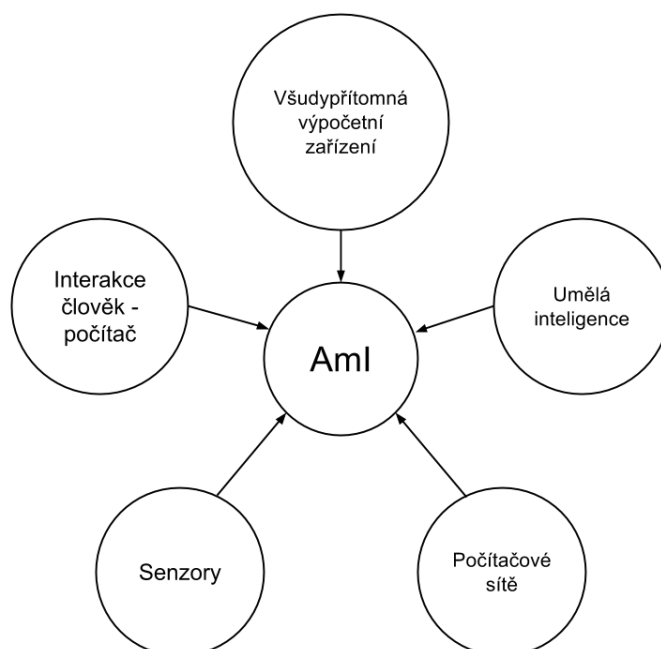 Všudypřítomná
výpočetní
zařízení
Interakce
člověk -
počítač
Umělá
inteligence
AmI
Senzory
Počítačové
sítě